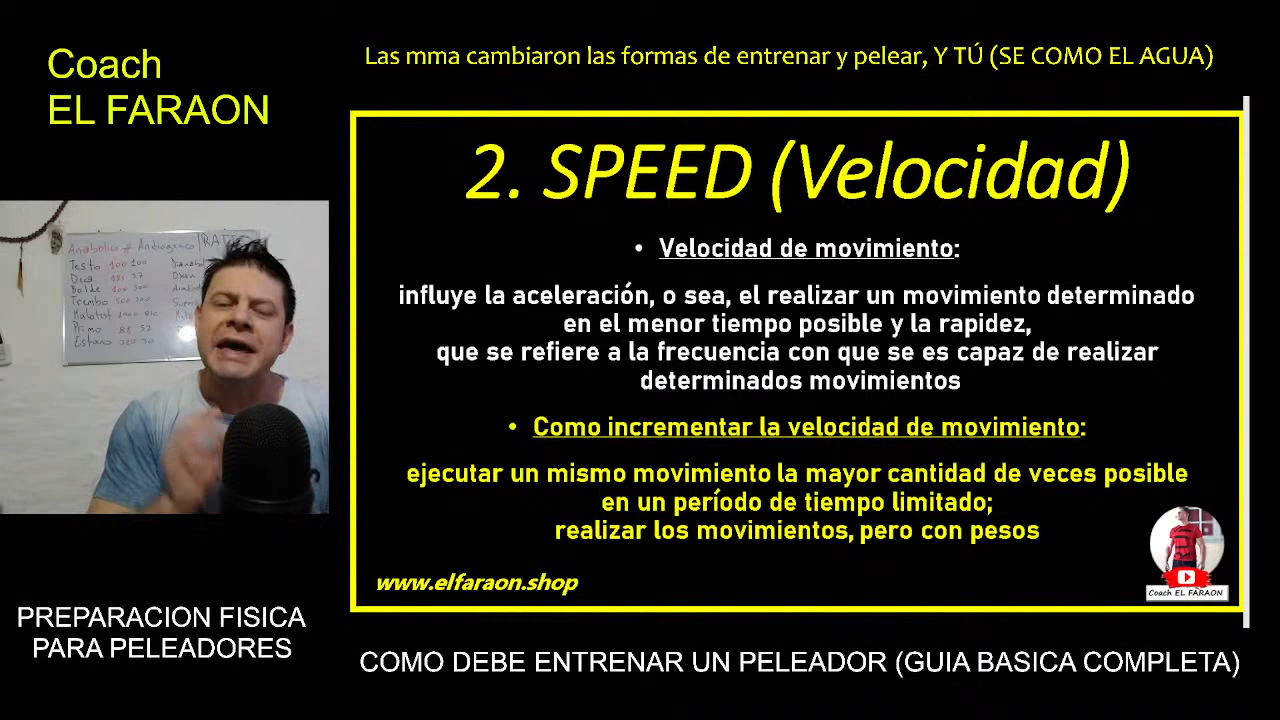 Coach
EL FARAON
Las mma cambiaron las formas de entrenar y pelear, Y TÚ (SE COMO EL AGUA)
2. SPEED (Velocidad)
• Velocidad de movimiento:
influye la aceleración, o sea, el realizar un movimiento determinado
en el menor tiempo posible y la rapidez,
que se refiere a la frecuencia con que se es capaz de realizar
determinados movimientos
• Como incrementar la velocidad de movimiento:
ejecutar un mismo movimiento la mayor cantidad de veces posible
en un período de tiempo limitado;
realizar los movimientos, pero con pesos
www.elfaraon.shop
Coach EL FARAON
Testo 100 100
PREPARACION FISICA
PARA PELEADORES
COMO DEBE ENTRENAR UN PELEADOR (GUIA BASICA COMPLETA)